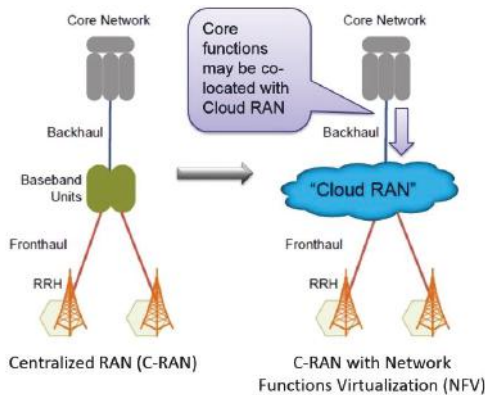 Core Network
Backhaul
Baseband
Units
Fronthaul
RRH
Centralized RAN (C-RAN)
Core
functions
may be co-
located with
Cloud RAN
Core Network
Backhaul
"Cloud RAN"
Fronthaul
RRH
C-RAN with Network
Functions Virtualization (NFV)